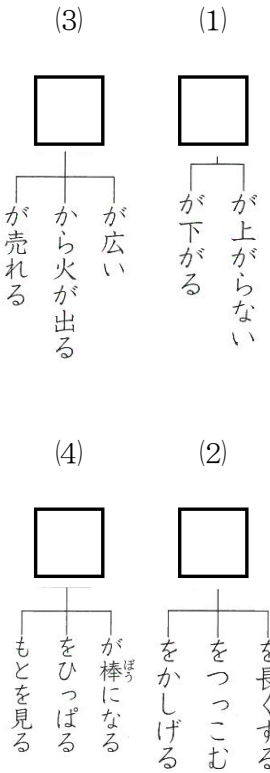 (1)
が上がらない
が下がる
(2)
を長くする
をつっこむ
をかしげる
(3)
が広い
から火が出る
が売れる
(4)
が棒になる
ぼう
をひっぱる
もとを見る